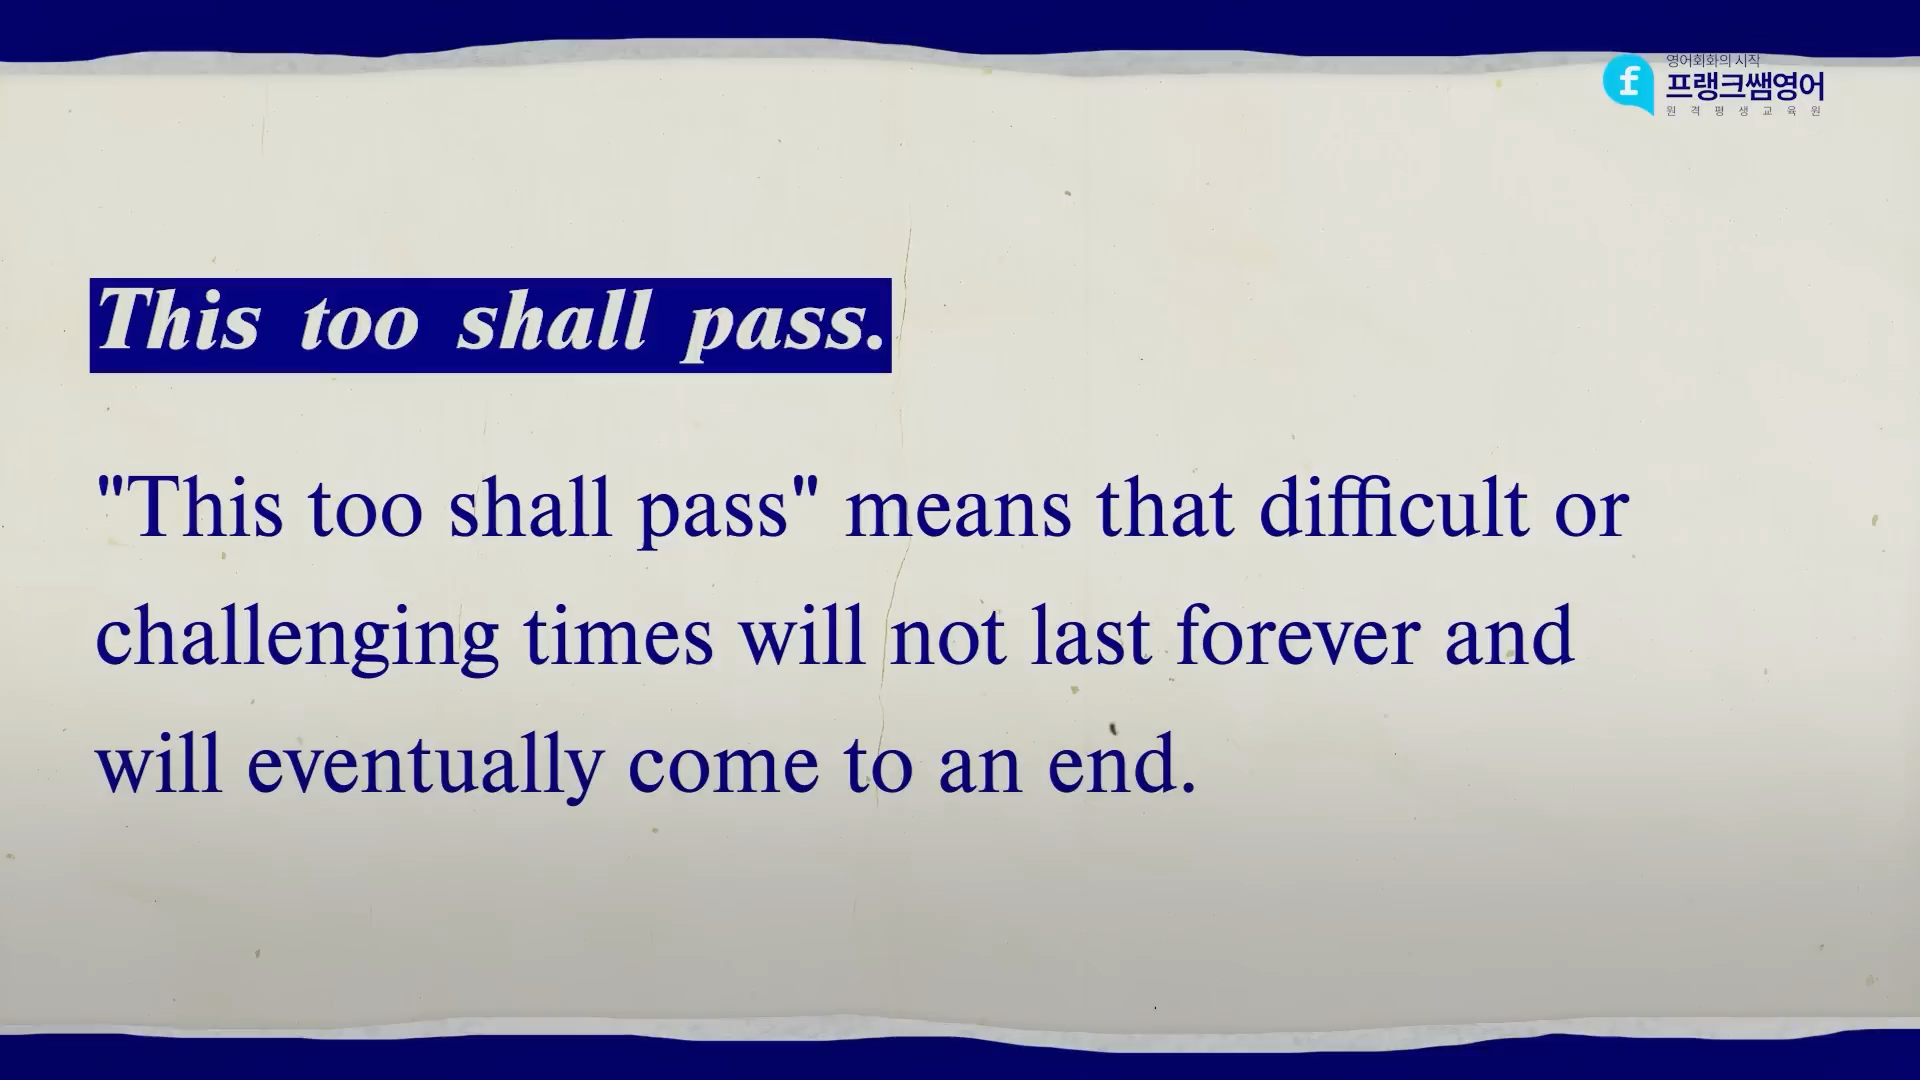 영어회화의 시작
프랭크쌤영어
원격평생교육원
This too shall pass.
"This too shall pass" means that difficult or
challenging times will not last forever and
will eventually come to an end.